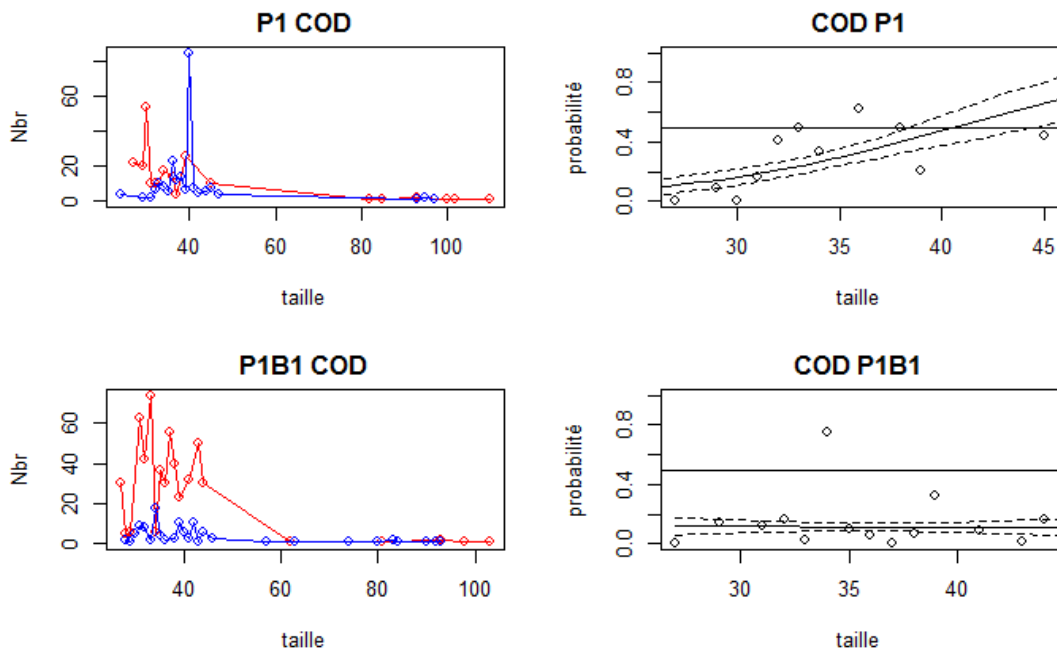 P1 COD
Nbr
0 20 60
40 60 80 100
taille
COD P1
probabilité
0.0 0.4 0.8
30 35 40 45
taille
P1B1 COD
Nbr
0 20 40 60
40 60 80 100
taille
COD P1B1
probabilité
0.0 0.4 0.8
30 35 40
taille